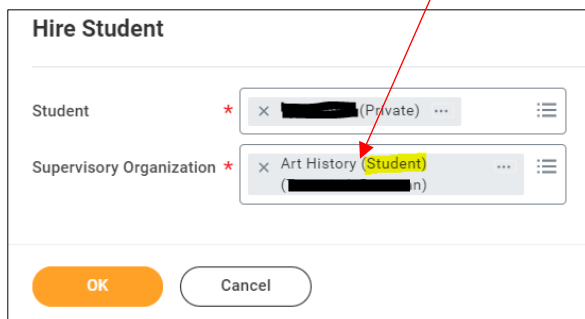 Hire Student
Student * × (Private) ...
Supervisory Organization * × Art History (Student) ...
( n)
OK Cancel